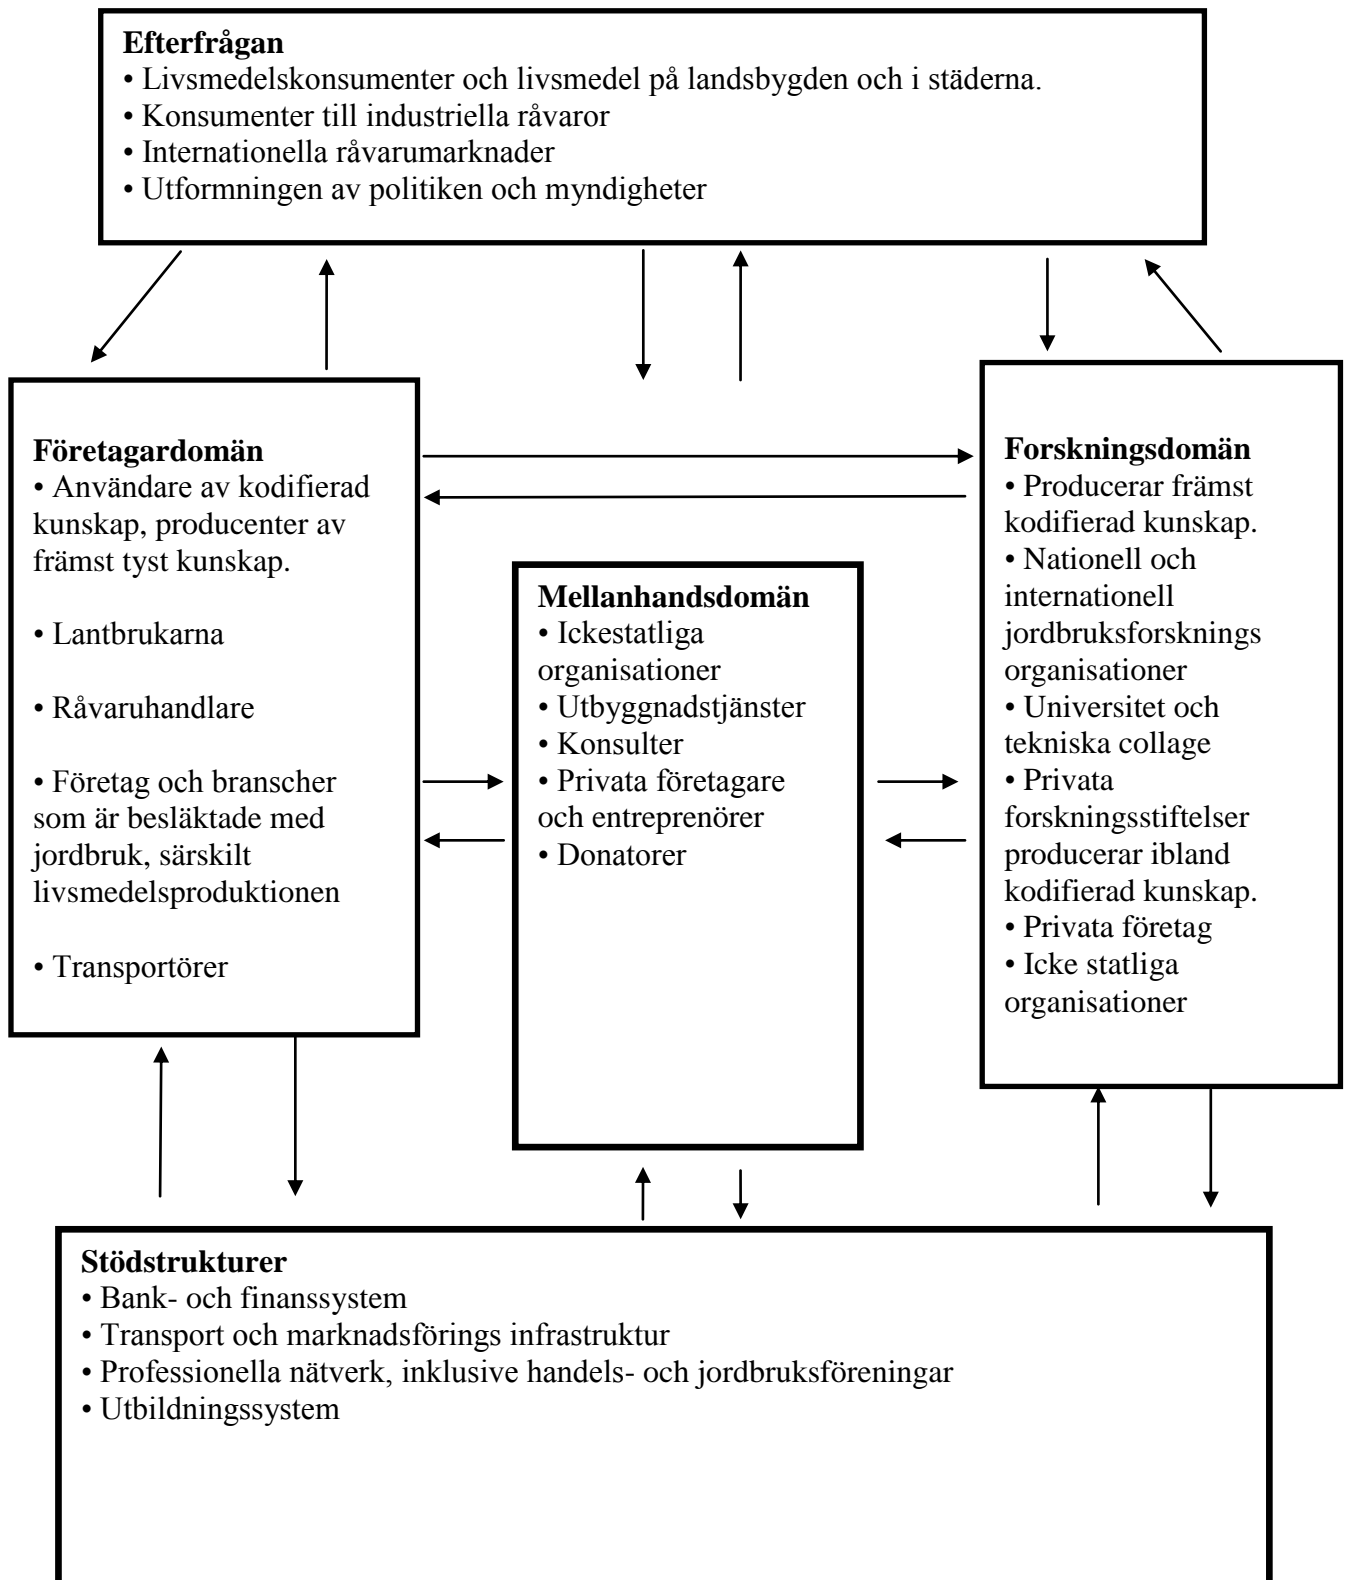 Efterfrågan
• Livsmedelskonsumenter och livsmedel på landsbygden och i städerna.
• Konsumenter till industriella råvaror
• Internationella råvarumarknader
• Utformningen av politiken och myndigheter
Företagardomän
• Användare av kodifierad
kunskap, producenter av
främst tyst kunskap.
• Lantbrukarna
• Råvaruhandlare
• Företag och branscher
som är besläktade med
jordbruk, särskilt
livsmedelsproduktionen
• Transportörer
Mellanhandsdomän
• Ickestatliga
organisationer
• Utbyggnadstjänster
• Konsulter
• Privata företagare
och entreprenörer
• Donatorer
Forskningsdomän
• Producerar främst
kodifierad kunskap.
• Nationell och
internationell
jordbruksforsknings
organisationer
• Universitet och
tekniska collage
• Privata
forskningsstiftelser
producerar ibland
kodifierad kunskap.
• Privata företag
• Icke statliga
organisationer
Stödstrukturer
• Bank- och finanssystem
• Transport och marknadsförings infrastruktur
• Professionella nätverk, inklusive handels- och jordbruksföreningar
• Utbildningssystem